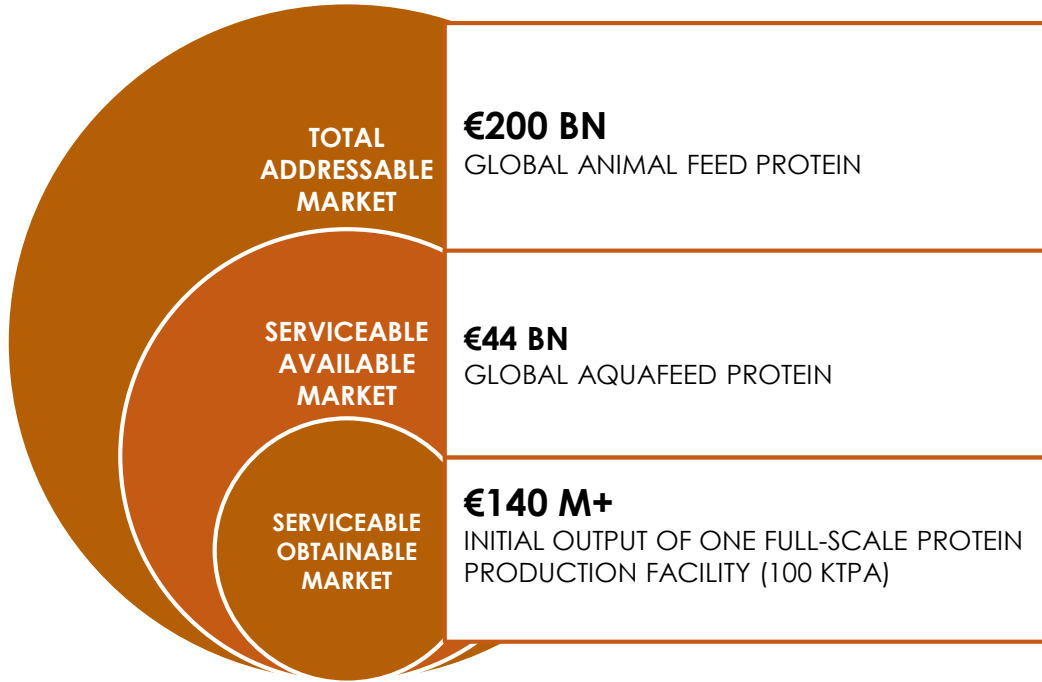 TOTAL
ADDRESSABLE
MARKET
€200 BN
GLOBAL ANIMAL FEED PROTEIN
SERVICEABLE
AVAILABLE
MARKET
€44 BN
GLOBAL AQUAFEED PROTEIN
SERVICEABLE
OBTAINABLE
MARKET
€140 M+
INITIAL OUTPUT OF ONE FULL-SCALE PROTEIN
PRODUCTION FACILITY (100 KTPA)